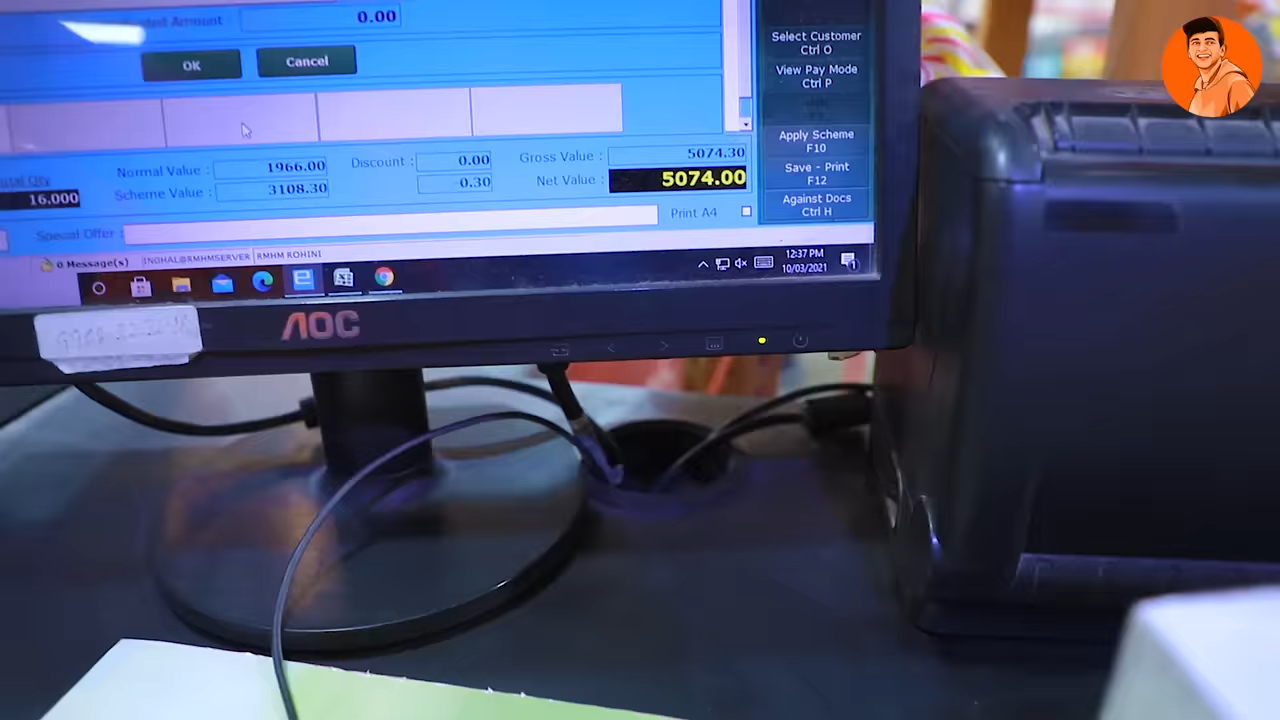 Amount 0.00
OK Cancel
Select Customer
Ctrl O
View Pay Mode
Ctrl P
Apply Scheme
F10
Save - Print
F12
Against Docs
Ctrl H
Normal Value : 1966.00 Discount : 0.00 Gross Value : 5074.30
Qty 16.000 Scheme Value : 3108.30 -0.30 Net Value : 5074.00
Special Offer : Print A4
0 Message(s) RMHM ROHINI
12:37 PM
10/03/2021
AOC